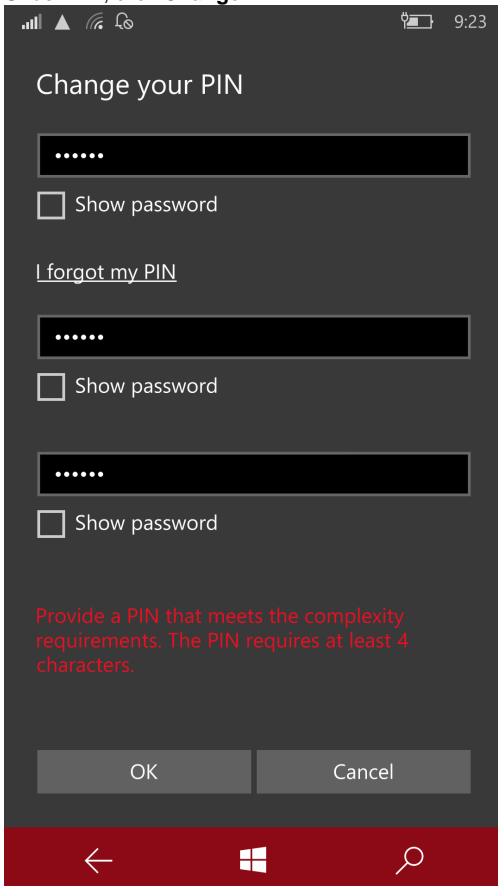 9:23
Change your PIN
••••••
Show password
I forgot my PIN
••••••
Show password
••••••
Show password
Provide a PIN that meets the complexity
requirements. The PIN requires at least 4
characters.
OK Cancel